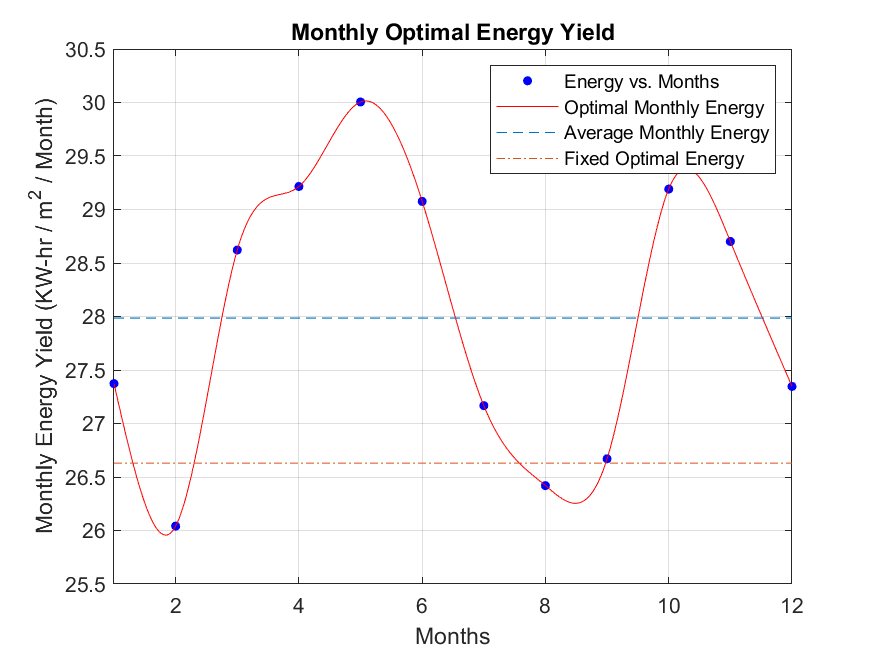 Monthly Optimal Energy Yield
Monthly Energy Yield (KW-hr / m2 / Month)
30.5
30
29.5
29
28.5
28
27.5
27
26.5
26
25.5
Energy vs. Months
Optimal Monthly Energy
Average Monthly Energy
Fixed Optimal Energy
2 4 6 8 10 12
Months